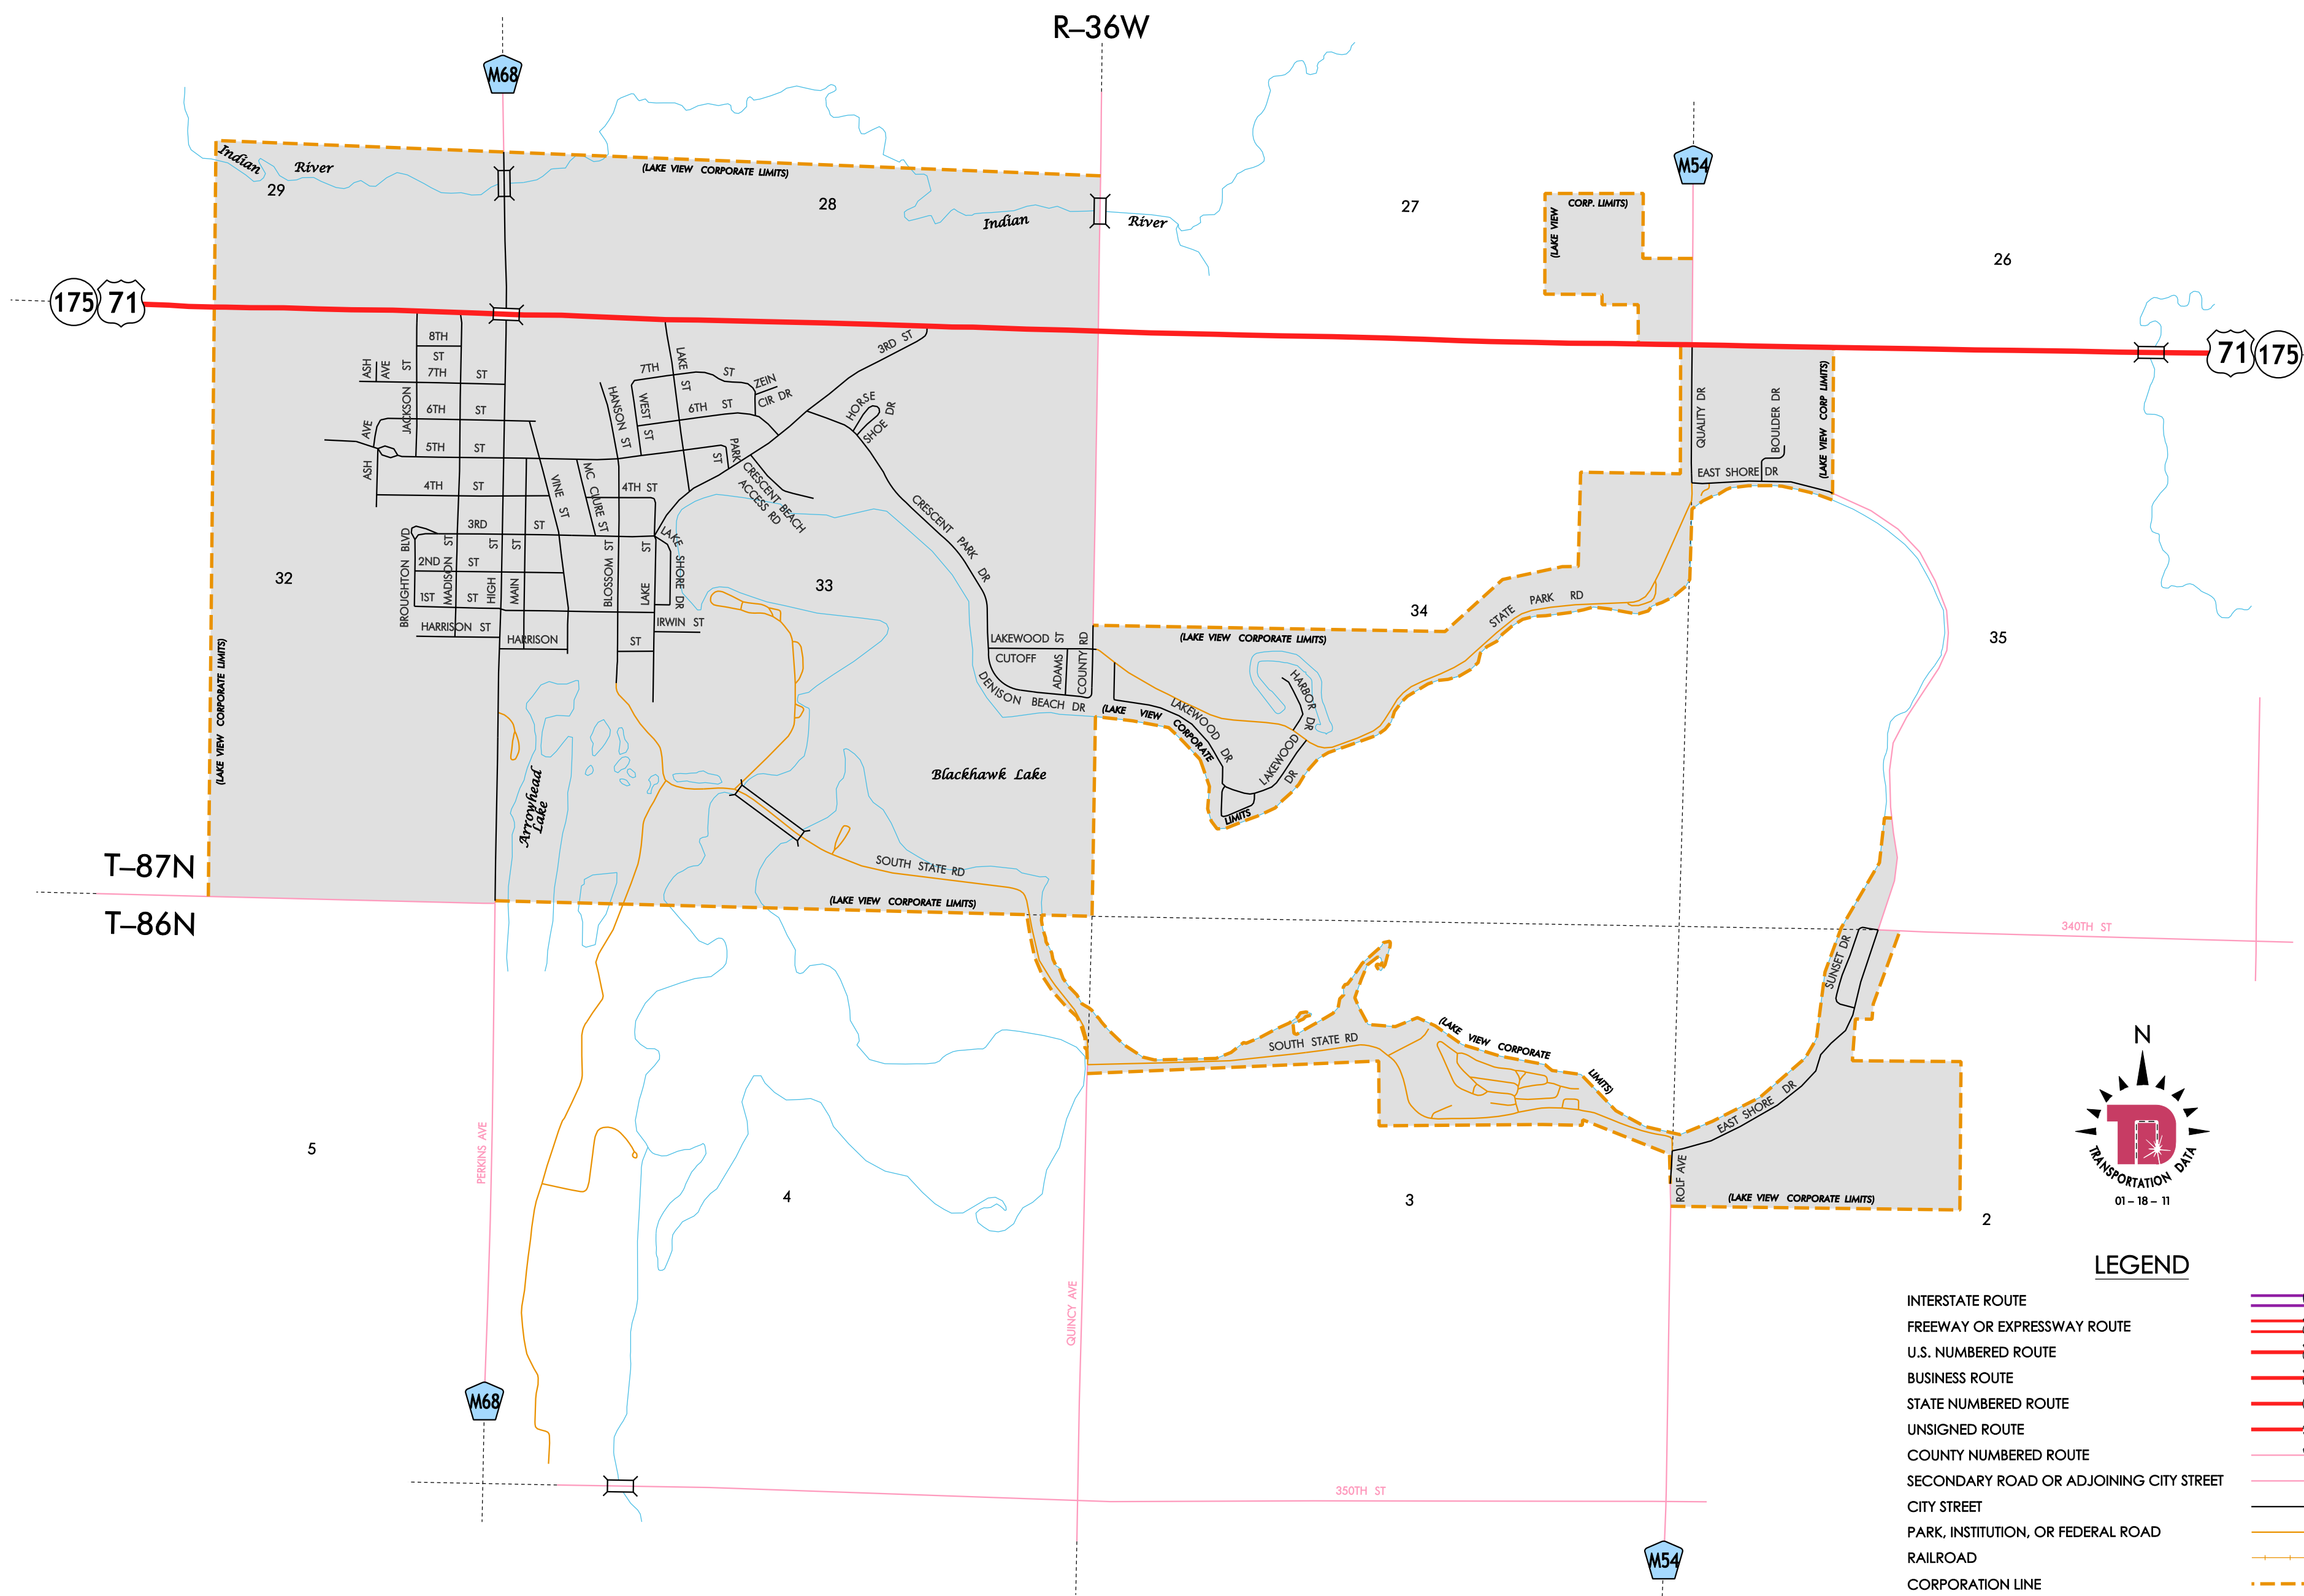 R–36W
M68
M54
Indian
River
29
(LAKE VIEW CORPORATE LIMITS)
28
Indian
River
27
(LAKE VIEW
CORP. LIMITS)
26
175
71
71
175
8TH
ST
ASH
AVE
JACKSON ST
7TH ST
6TH ST
ASH AVE
5TH ST
4TH ST
3RD ST
BROUGHTON BLVD
2ND ST
MADISON ST
HIGH ST
MAIN ST
1ST ST
HARRISON ST
HARRISON ST
VINE ST
MC CLURE ST
HANSON ST
WEST ST
LAKE ST
7TH ST
ZEIN
CIR DR
6TH ST
PARK ST
4TH ST
3RD ST
HORSE
SHOE DR
CRESCENT BEACH
ACCESS RD
CRESCENT PARK DR
BLOSSOM ST
LAKE ST
LAKE SHORE DR
IRWIN ST
QUALITY DR
BOULDER DR
EAST SHORE DR
(LAKE VIEW CORP LIMITS)
32
33
34
35
(LAKE VIEW CORPORATE LIMITS)
LAKEWOOD ST
CUTOFF
ADAMS
COUNTY RD
DENISON BEACH DR
(LAKE VIEW CORPORATE LIMITS)
STATE PARK RD
HARBOR DR
LAKEWOOD DR
LAKEWOOD DR
(LAKE VIEW CORPORATE
LIMITS
Arrowhead
Lake
Blackhawk Lake
SOUTH STATE RD
(LAKE VIEW CORPORATE LIMITS)
T–87N
T–86N
340TH ST
SUNSET DR
SOUTH STATE RD
(LAKE VIEW CORPORATE
LIMITS)
EAST SHORE DR
ROLF AVE
(LAKE VIEW CORPORATE LIMITS)
PERKINS AVE
5
4
3
2
QUINCY AVE
350TH ST
M68
M54
N
TD
TRANSPORTATION DATA
01 – 18 – 11
LEGEND
INTERSTATE ROUTE
FREEWAY OR EXPRESSWAY ROUTE
U.S. NUMBERED ROUTE
BUSINESS ROUTE
STATE NUMBERED ROUTE
UNSIGNED ROUTE
COUNTY NUMBERED ROUTE
SECONDARY ROAD OR ADJOINING CITY STREET
CITY STREET
PARK, INSTITUTION, OR FEDERAL ROAD
RAILROAD
CORPORATION LINE